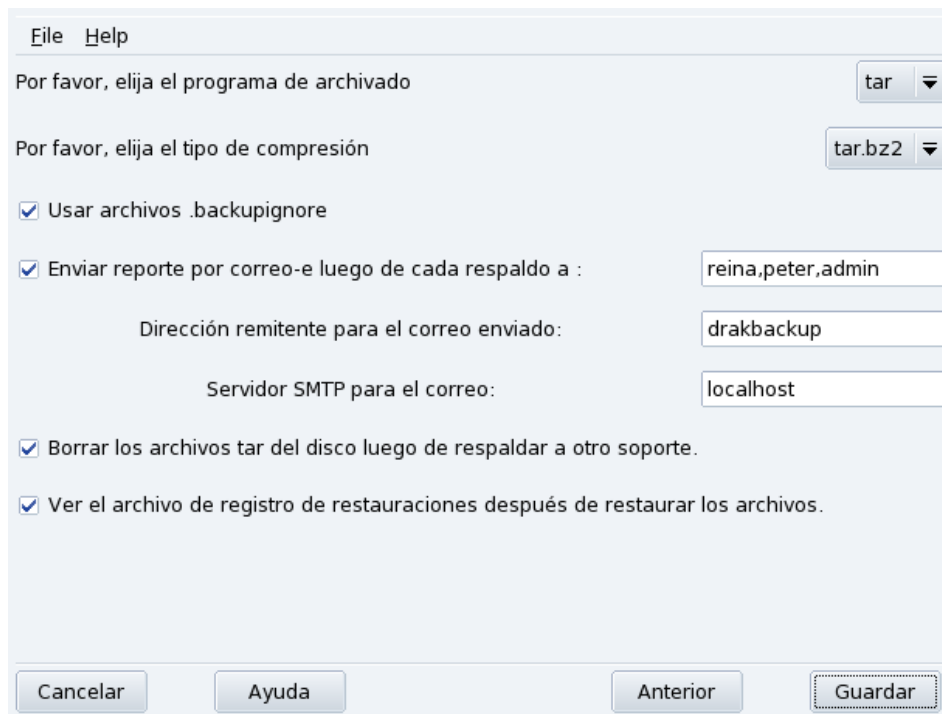 File Help
Por favor, elija el programa de archivado tar
Por favor, elija el tipo de compresión tar.bz2
Usar archivos .backupignore
Enviar reporte por correo-e luego de cada respaldo a : reina,peter,admin
Dirección remitente para el correo enviado: drakbackup
Servidor SMTP para el correo: localhost
Borrar los archivos tar del disco luego de respaldar a otro soporte.
Ver el archivo de registro de restauraciones después de restaurar los archivos.
Cancelar Ayuda Anterior Guardar